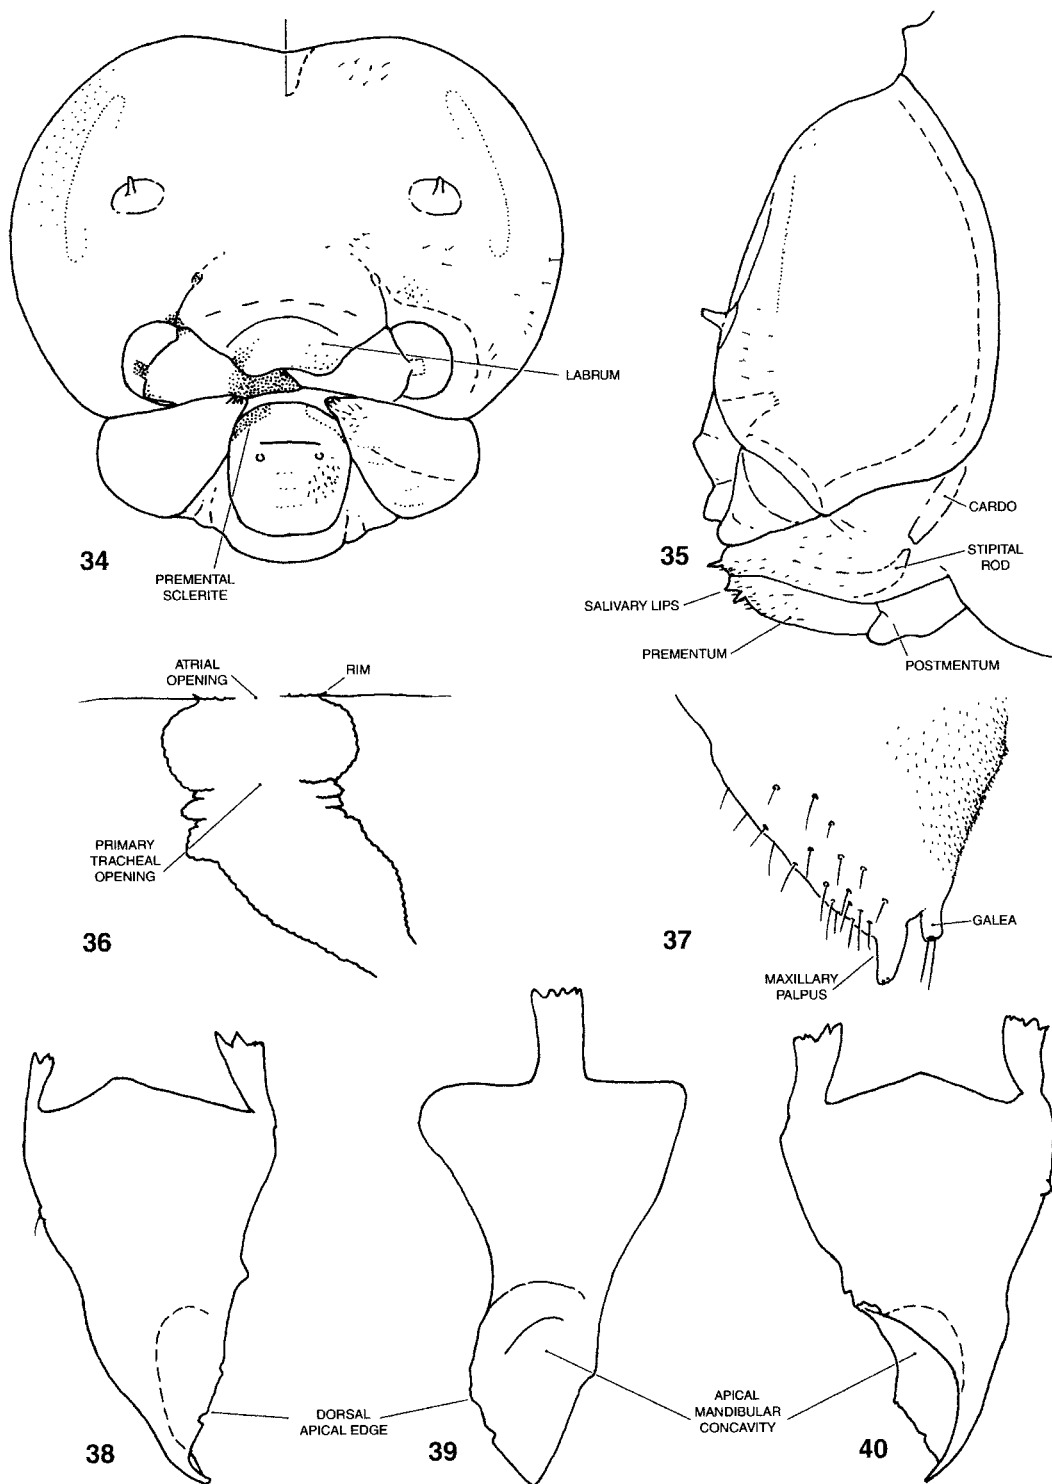 LABRUM
34
PREMENTAL
SCLERITE
35
CARDO
STIPITAL
ROD
SALIVARY LIPS
PREMENTUM
POSTMENTUM
ATRIAL
OPENING
RIM
PRIMARY
TRACHEAL
OPENING
36
37
GALEA
MAXILLARY
PALPUS
38
DORSAL
APICAL EDGE
39
APICAL
MANDIBULAR
CONCAVITY
40